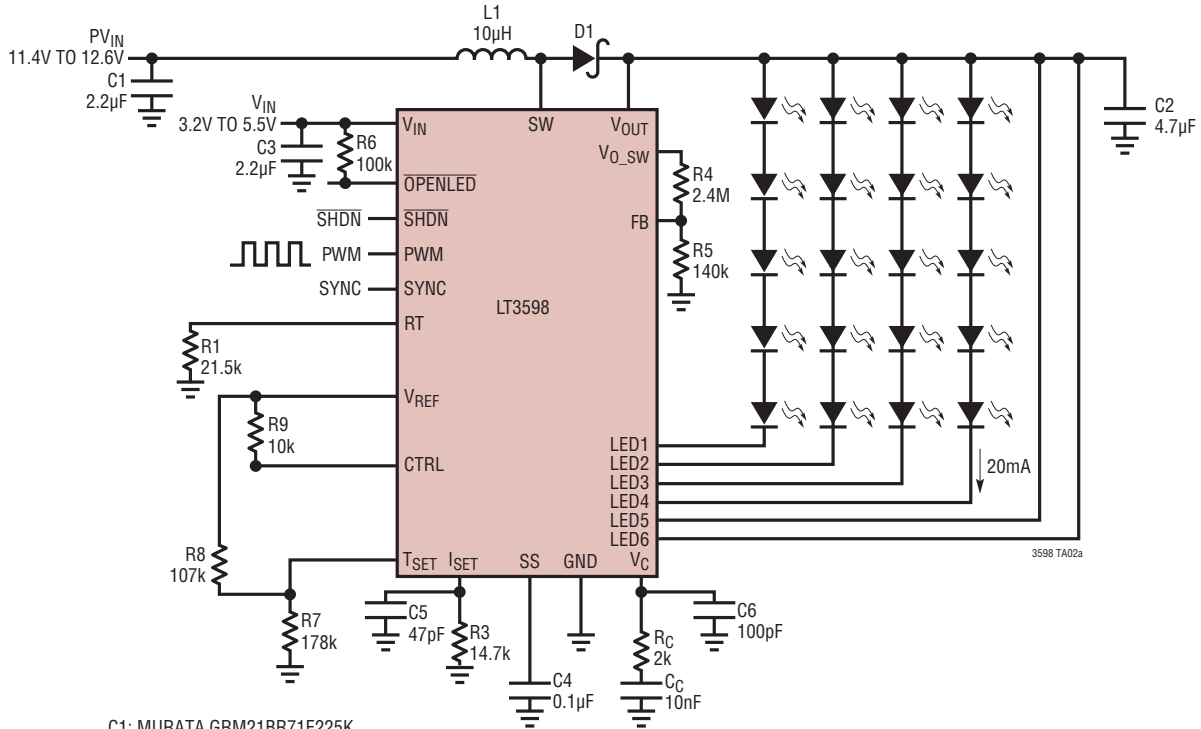 L1
10µH
D1
PVIN
11.4V TO 12.6V
C1
2.2µF
VIN
3.2V TO 5.5V
C3
2.2µF
R6
100k
VIN
SW
VOUT
VO_SW
R4
2.4M
FB
R5
140k
C2
4.7µF
OPENLED
SHDN
SHDN
PWM
PWM
SYNC
SYNC
LT3598
RT
R1
21.5k
VREF
R9
10k
CTRL
LED1
LED2
LED3
LED4
LED5
LED6
20mA
3598 TA02a
R8
107k
TSET
ISET
SS
GND
VC
R7
178k
C5
47pF
R3
14.7k
C4
0.1µF
RC
2k
CC
10nF
C6
100pF